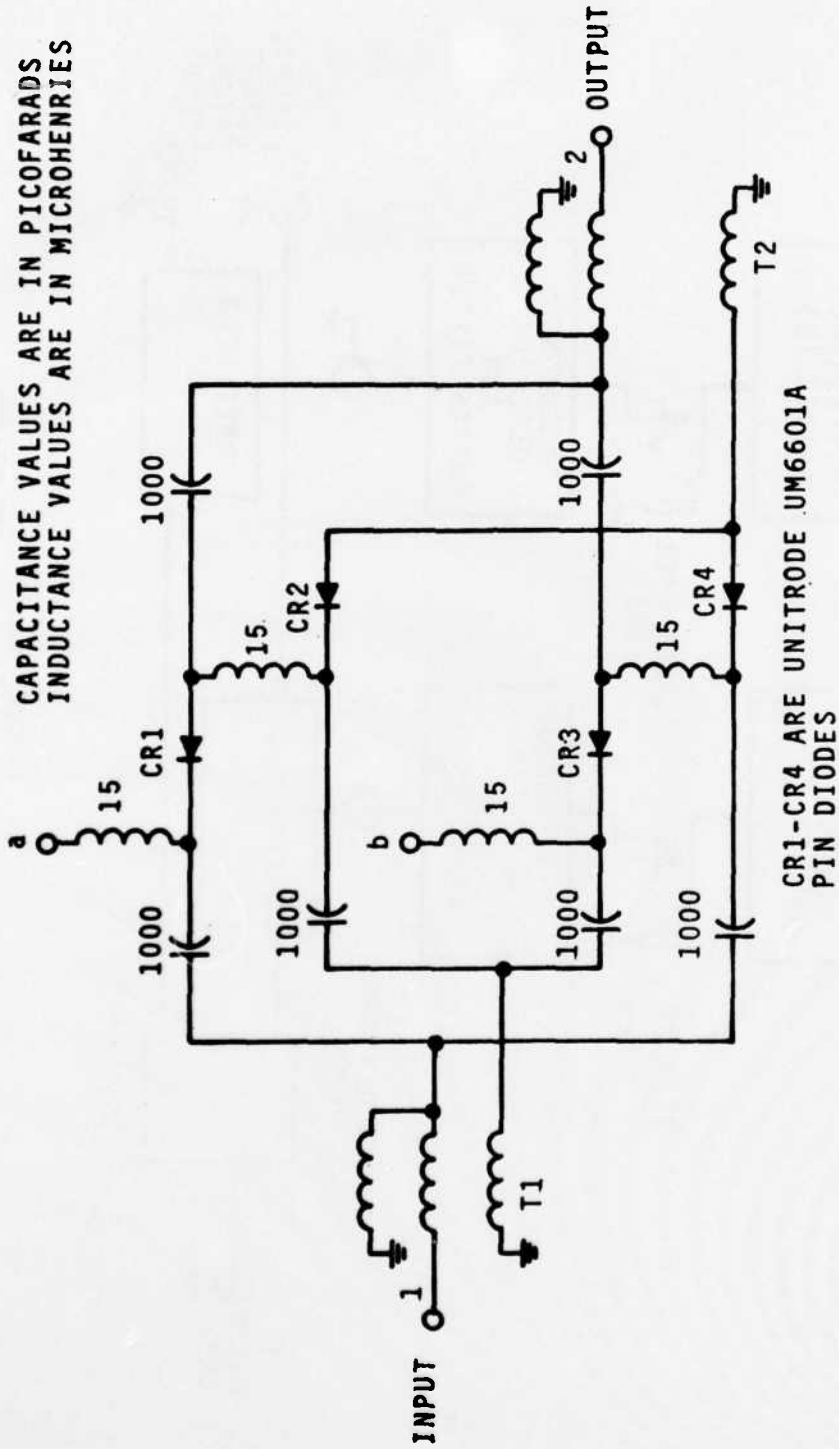 CAPACITANCE VALUES ARE IN PICOFARADS
INDUCTANCE VALUES ARE IN MICROHENRIES
a
15
1000
CR1
1000
15
1000
CR2
b
15
1000
CR3
1000
15
1000
CR4
INPUT
1
T1
2
OUTPUT
T2
CR1-CR4 ARE UNITRODE UM6601A
PIN DIODES